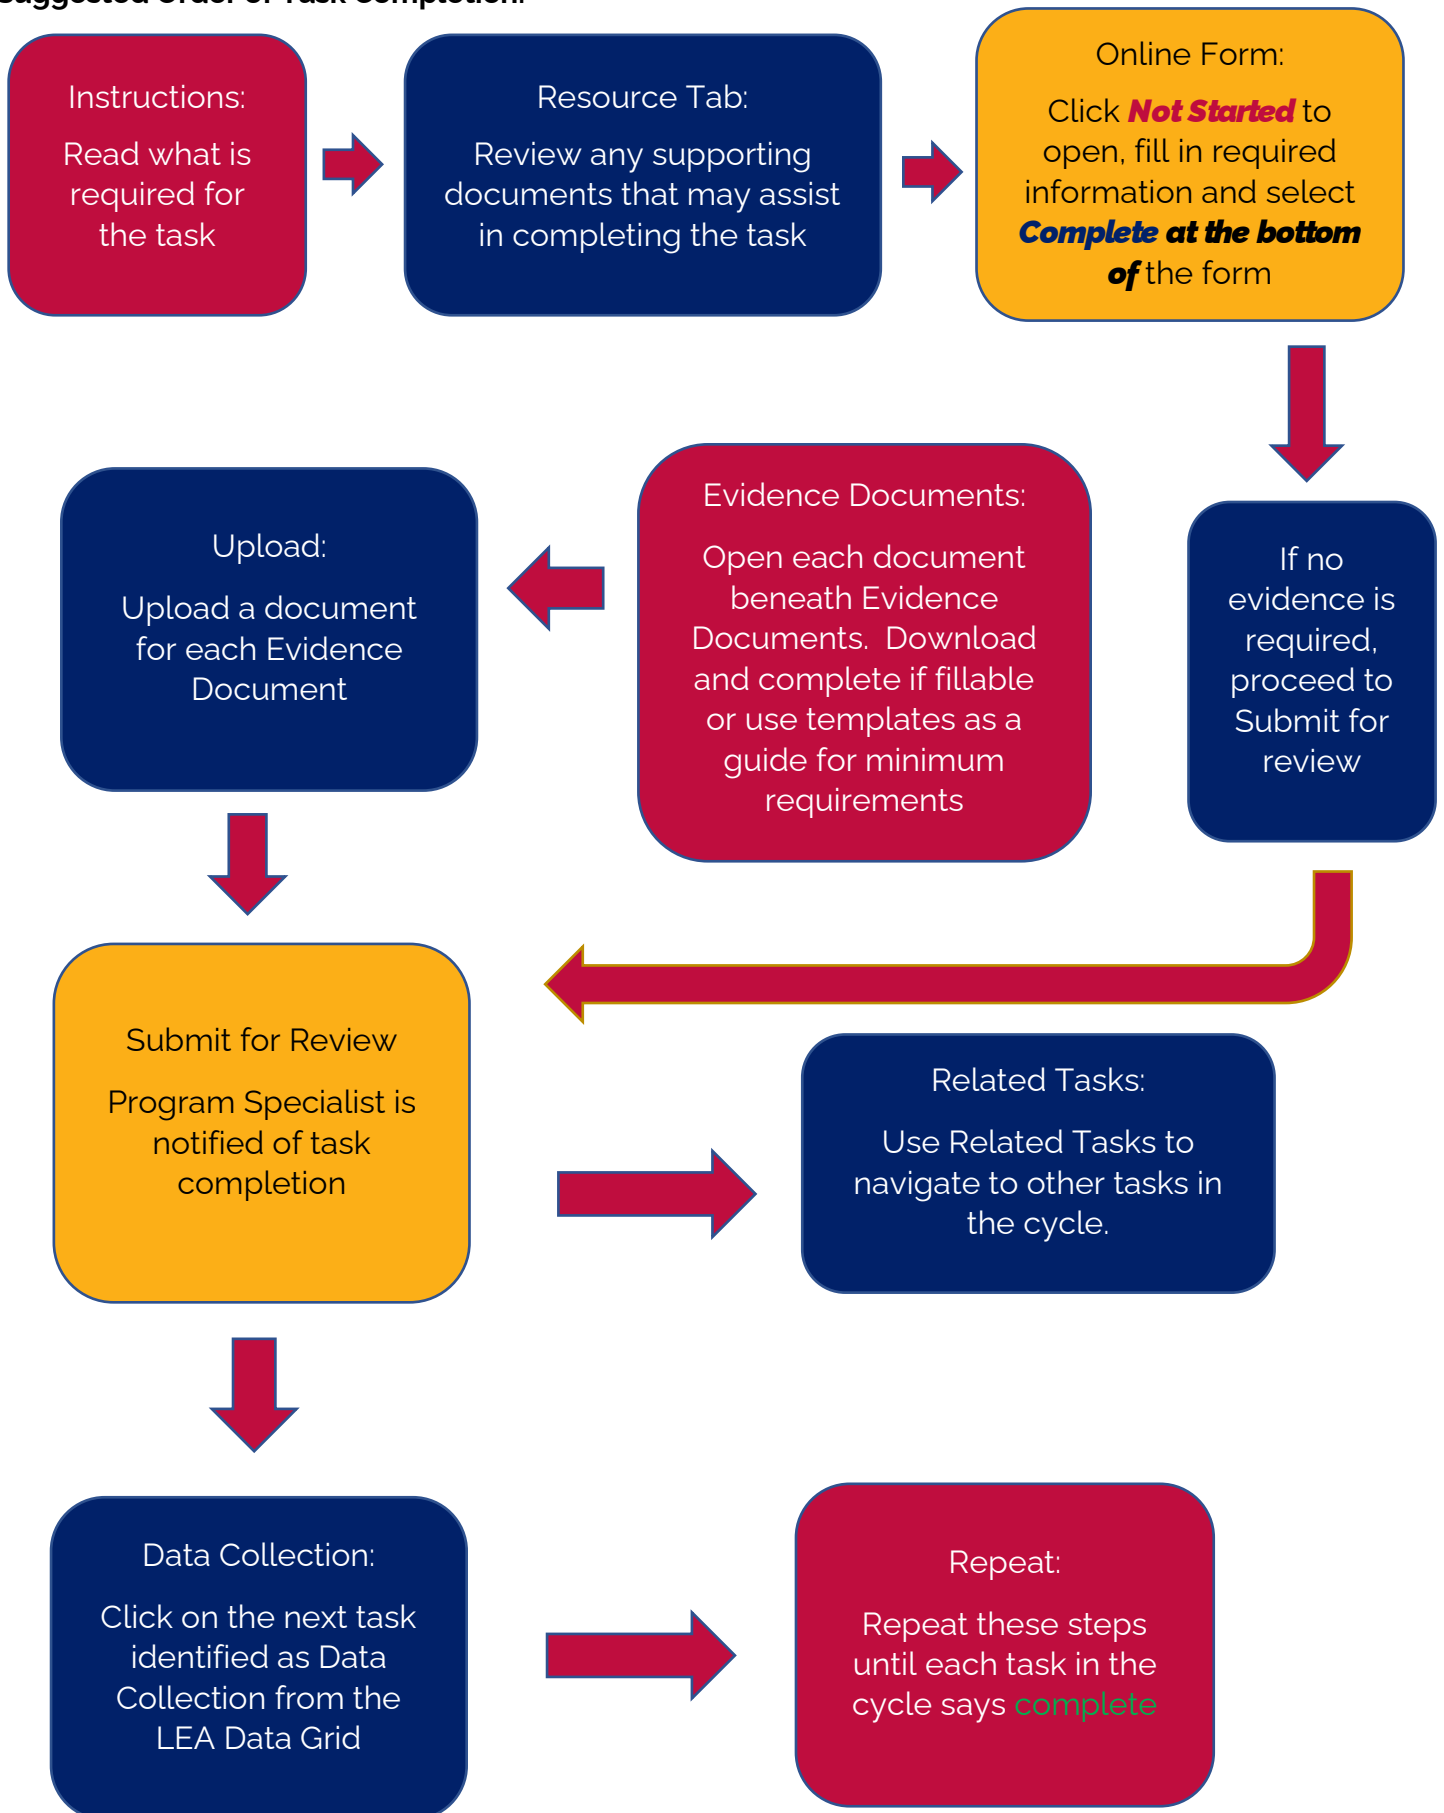 Suggested Order of Task Completion:
Instructions:
Read what is
required for
the task
Resource Tab:
Review any supporting
documents that may assist
in completing the task
Online Form:
Click Not Started to
open, fill in required
information and select
Complete at the bottom
of the form
If no
evidence is
required,
proceed to
Submit for
review
Evidence Documents:
Open each document
beneath Evidence
Documents.  Download
and complete if fillable
or use templates as a
guide for minimum
requirements
Upload:
Upload a document
for each Evidence
Document
Submit for Review
Program Specialist is
notified of task
completion
Related Tasks:
Use Related Tasks to
navigate to other tasks in
the cycle.
Data Collection:
Click on the next task
identified as Data
Collection from the
LEA Data Grid
Repeat:
Repeat these steps
until each task in the
cycle says complete